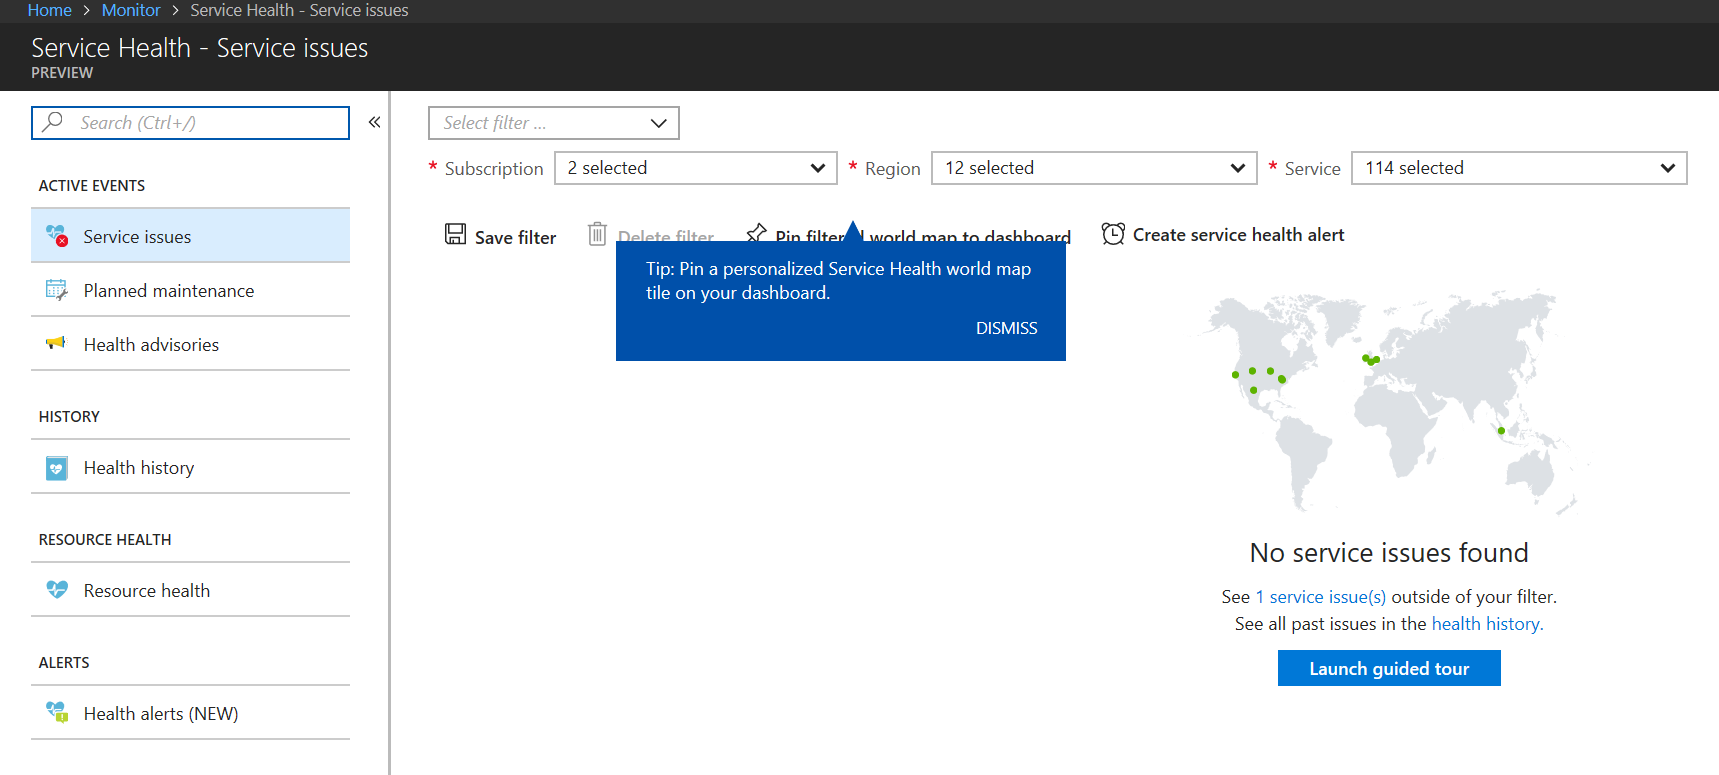 Home > Monitor > Service Health - Service issues
Service Health - Service issues
PREVIEW
Search (Ctrl+/)
«
ACTIVE EVENTS
Service issues
Planned maintenance
Health advisories
HISTORY
Health history
RESOURCE HEALTH
Resource health
ALERTS
Health alerts (NEW)
Select filter ...
* Subscription 2 selected * Region 12 selected * Service 114 selected
Save filter Delete filter Pin filter world map to dashboard Create service health alert
Tip: Pin a personalized Service Health world map
tile on your dashboard.
DISMISS
No service issues found
See 1 service issue(s) outside of your filter.
See all past issues in the health history.
Launch guided tour